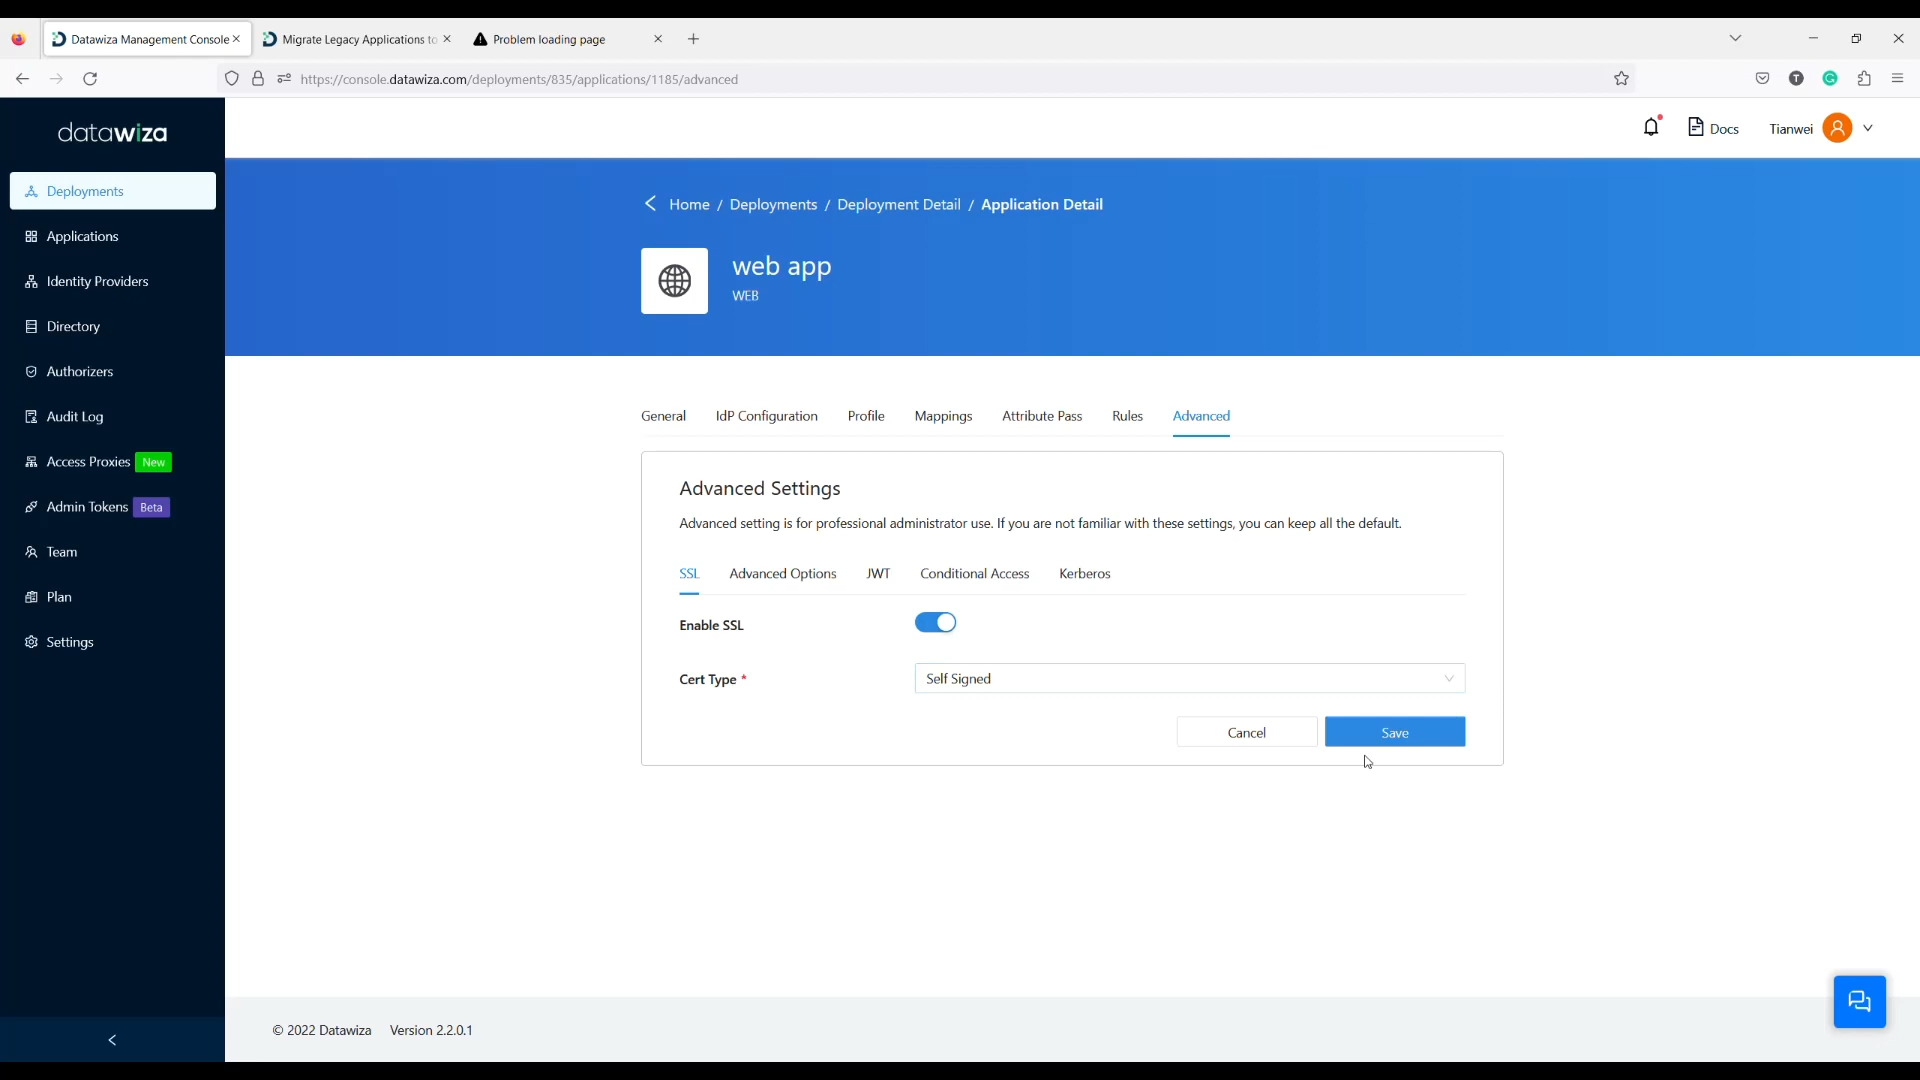 Datawiza Management Console
Migrate Legacy Applications to
Problem loading page
https://console.datawiza.com/deployments/835/applications/1185/advanced
T
G
datawiza
Docs
Tianwei
Deployments
Applications
Identity Providers
Directory
Authorizers
Audit Log
Access Proxies New
Admin Tokens Beta
Team
Plan
Settings
Home / Deployments / Deployment Detail / Application Detail
web app
WEB
General IdP Configuration Profile Mappings Attribute Pass Rules Advanced
Advanced Settings
Advanced setting is for professional administrator use. If you are not familiar with these settings, you can keep all the default.
SSL Advanced Options JWT Conditional Access Kerberos
Enable SSL
Cert Type * Self Signed
Cancel Save
© 2022 Datawiza Version 2.2.0.1